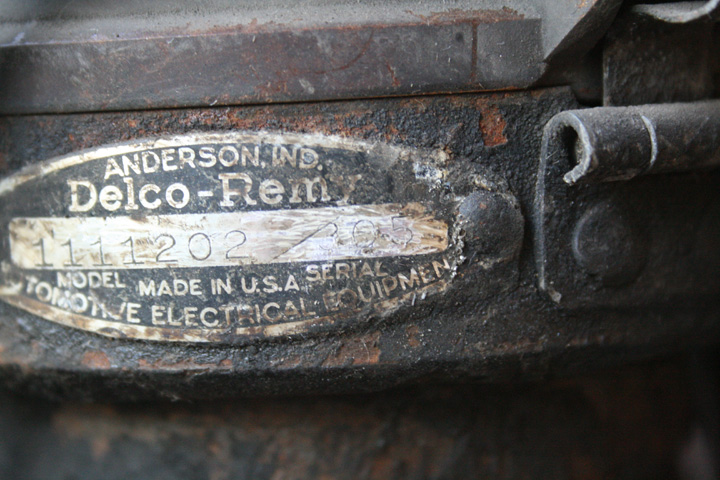 ANDERSON, IND.
Delco-Remy
1111202
MODEL MADE IN U.S.A SERIAL
AUTOMOTIVE ELECTRICAL EQUIPMENT